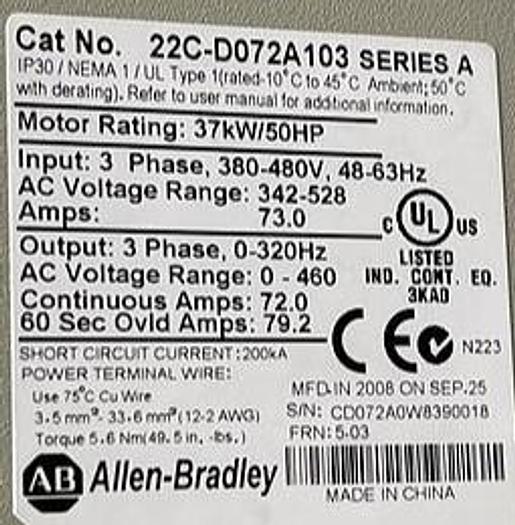 Cat No. 22C-D072A103 SERIES A
IP30 / NEMA 1 / UL Type 1(rated-10°C to 45°C Ambient; 50°C
with derating). Refer to user manual for additional information.
Motor Rating: 37kW/50HP
Input: 3 Phase, 380-480V, 48-63Hz
AC Voltage Range: 342-528
Amps: 73.0
C UL US
LISTED
IND. CONT. EQ.
3KAD
Output: 3 Phase, 0-320Hz
AC Voltage Range: 0 - 460
Continuous Amps: 72.0
60 Sec Ovld Amps: 79.2
CE N223
SHORT CIRCUIT CURRENT:200kA
POWER TERMINAL WIRE:
Use 75°C Cu Wire
3.5 mm²- 33.6 mm²(12-2 AWG)
Torque 5.6 Nm(49.5 in. -lbs.)
MFD.IN 2008 ON SEP.25
S/N: CD072A0W8390018
FRN: 5.03
AB Allen-Bradley
MADE IN CHINA